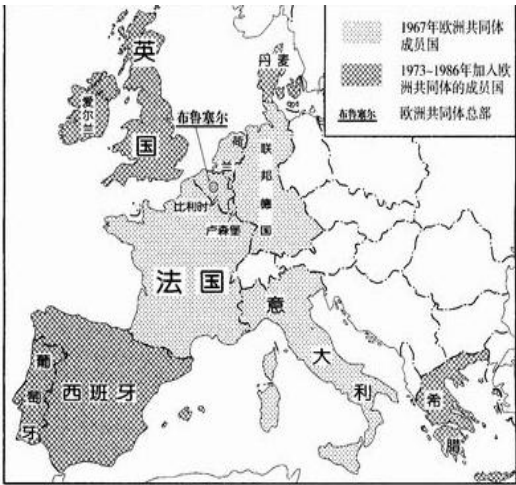 1967年欧洲共同体
成员国
1973~1986年加入欧
洲共同体的成员国
布鲁塞尔 欧洲共同体总部
英
国
爱尔兰
丹麦
布鲁塞尔
荷
兰
联邦德国
比利时
卢森堡
法国
意
大
利
葡
萄
牙
西班牙
希
腊